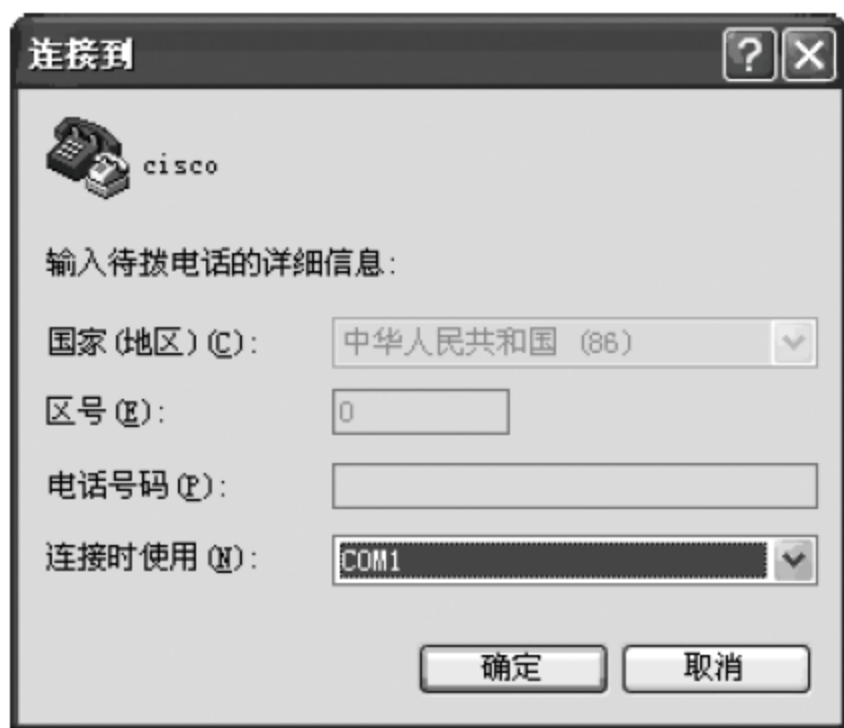 连接到
cisco
输入待拨电话的详细信息:
国家(地区)(C): 中华人民共和国 (86)
区号(E): 0
电话号码(P):
连接时使用(N): COM1
确定 取消